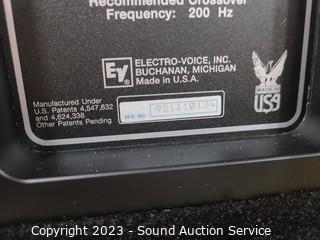 Recommended Crossover
Frequency: 200 Hz
EV
ELECTRO-VOICE, INC.
BUCHANAN, MICHIGAN
Made in U.S.A.
Manufactured Under
U.S. Patents 4,547,632
and 4,624,338
Other Patents Pending
SER. NO. 921110134
MADE IN
USA
Copyright 2023 - Sound Auction Service